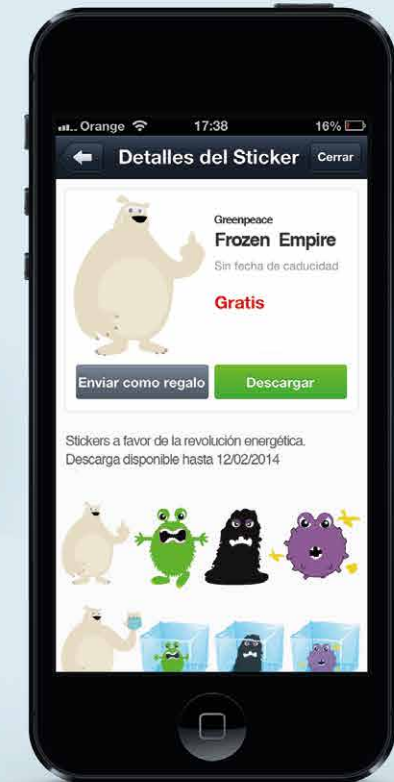 Orange 17:38 16%
Detalles del Sticker Cerrar
Greenpeace
Frozen Empire
Sin fecha de caducidad
Gratis
Enviar como regalo Descargar
Stickers a favor de la revolución energética.
Descarga disponible hasta 12/02/2014